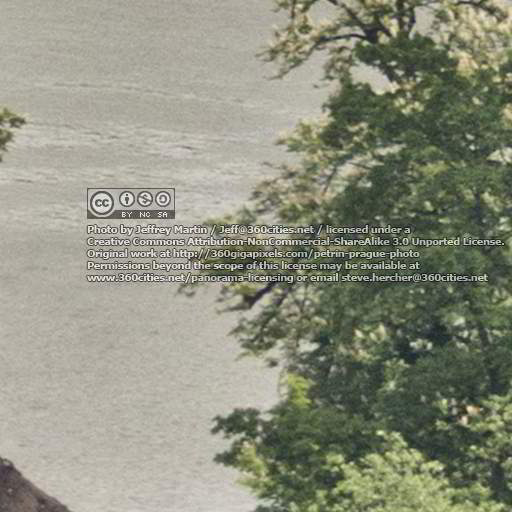 cc
BY NC SA
Photo by Jeffrey Martin / Jeff@360cities.net / licensed under a
Creative Commons Attribution-NonCommercial-ShareAlike 3.0 Unported License.
Original work at http://360gigapixels.com/petrin-prague-photo
Permissions beyond the scope of this license may be available at
www.360cities.net/panorama-licensing or email steve.hercher@360cities.net